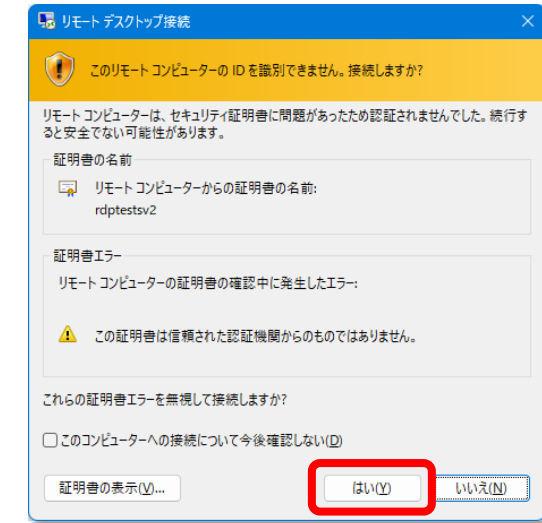 リモート デスクトップ接続
このリモート コンピューターの ID を識別できません。接続しますか?
リモート コンピューターは、セキュリティ証明書に問題があったため認証されませんでした。続行す
ると安全でない可能性があります。
証明書の名前
リモート コンピューターからの証明書の名前:
rdptestsv2
証明書エラー
リモート コンピューターの証明書の確認中に発生したエラー:
この証明書は信頼された認証機関からのものではありません。
これらの証明書エラーを無視して接続しますか?
このコンピューターへの接続について今後確認しない(D)
証明書の表示(V)... はい(Y) いいえ(N)